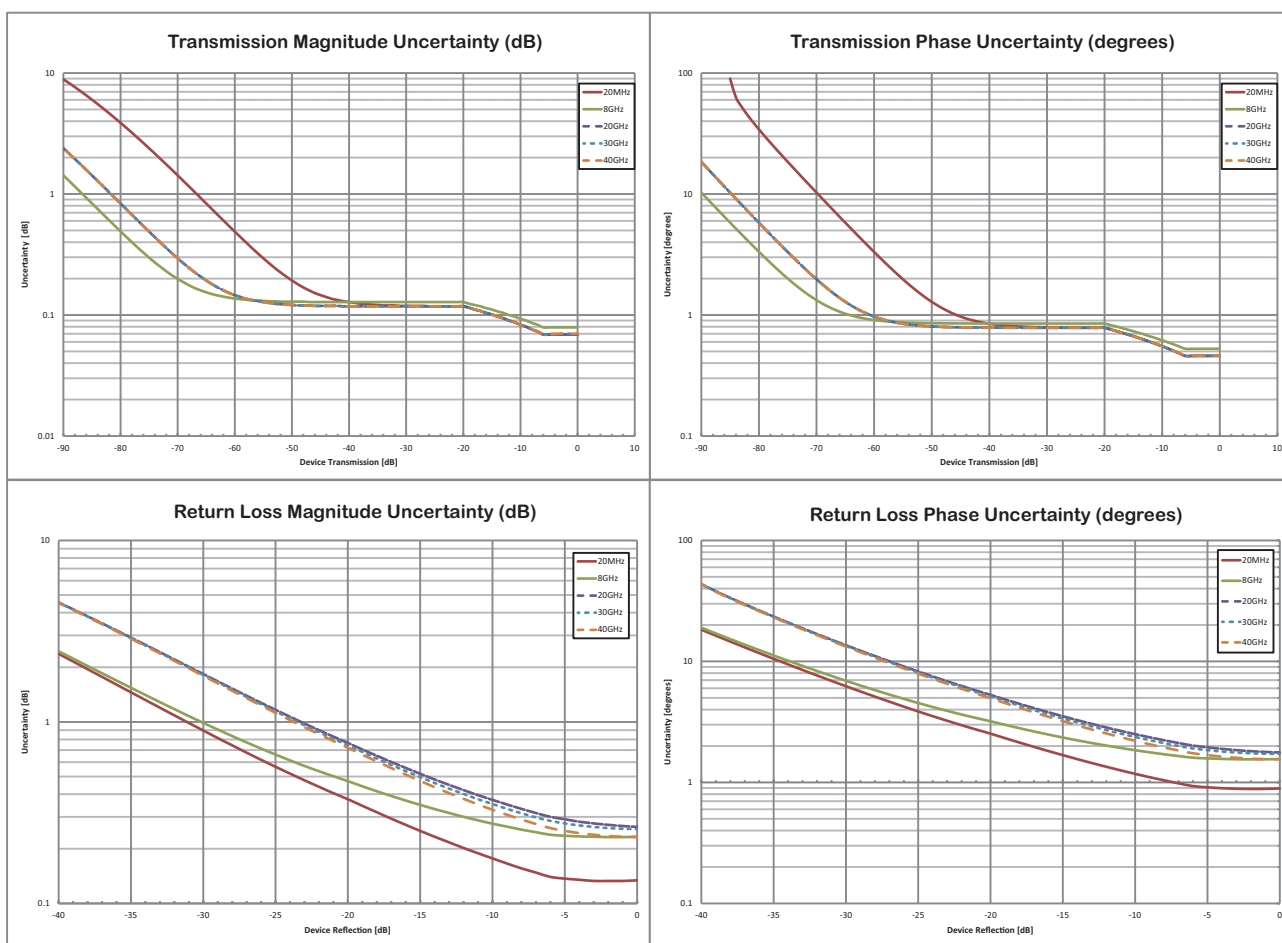 Transmission Magnitude Uncertainty (dB)
10
1
0.1
0.01
Uncertainty [dB]
-90 -80 -70 -60 -50 -40 -30 -20 -10 0 10
Device Transmission [dB]
20MHz
8GHz
20GHz
30GHz
40GHz
Transmission Phase Uncertainty (degrees)
100
10
1
0.1
Uncertainty [degrees]
-90 -80 -70 -60 -50 -40 -30 -20 -10 0 10
Device Transmission [dB]
20MHz
8GHz
20GHz
30GHz
40GHz
Return Loss Magnitude Uncertainty (dB)
10
1
0.1
Uncertainty [dB]
-40 -35 -30 -25 -20 -15 -10 -5 0
Device Reflection [dB]
20MHz
8GHz
20GHz
30GHz
40GHz
Return Loss Phase Uncertainty (degrees)
100
10
1
0.1
Uncertainty [degrees]
-40 -35 -30 -25 -20 -15 -10 -5 0
Device Reflection [dB]
20MHz
8GHz
20GHz
30GHz
40GHz